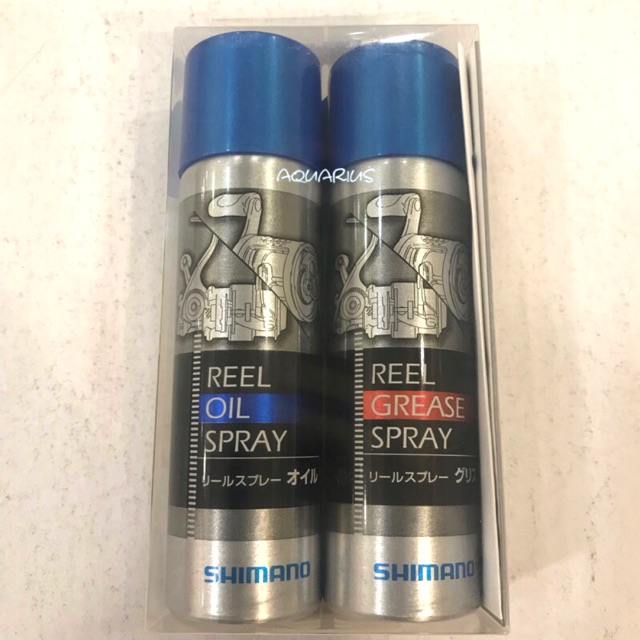 AQUARIUS
REEL
OIL
SPRAY
リールスプレー オイル
SHIMANO
REEL
GREASE
SPRAY
リールスプレー グリス
SHIMANO